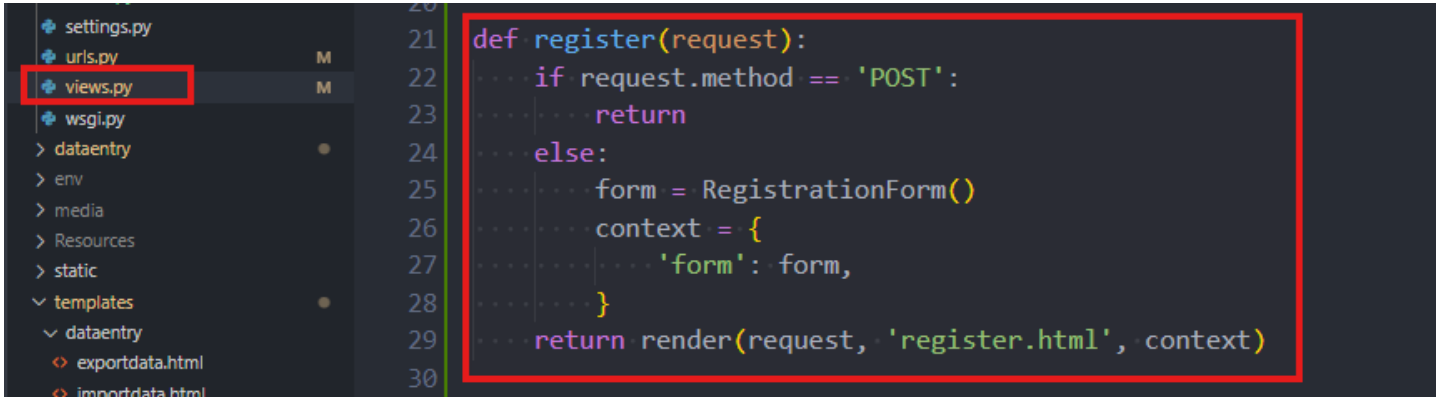 settings.py
urls.py M
views.py M
wsgi.py
> dataentry
> env
> media
> Resources
> static
templates
dataentry
<> exportdata.html
<> importdata.html
20
21 def register(request):
22 if request.method == 'POST':
23 return
24 else:
25 form = RegistrationForm()
26 context = {
27 'form': form,
28 }
29 return render(request, 'register.html', context)
30